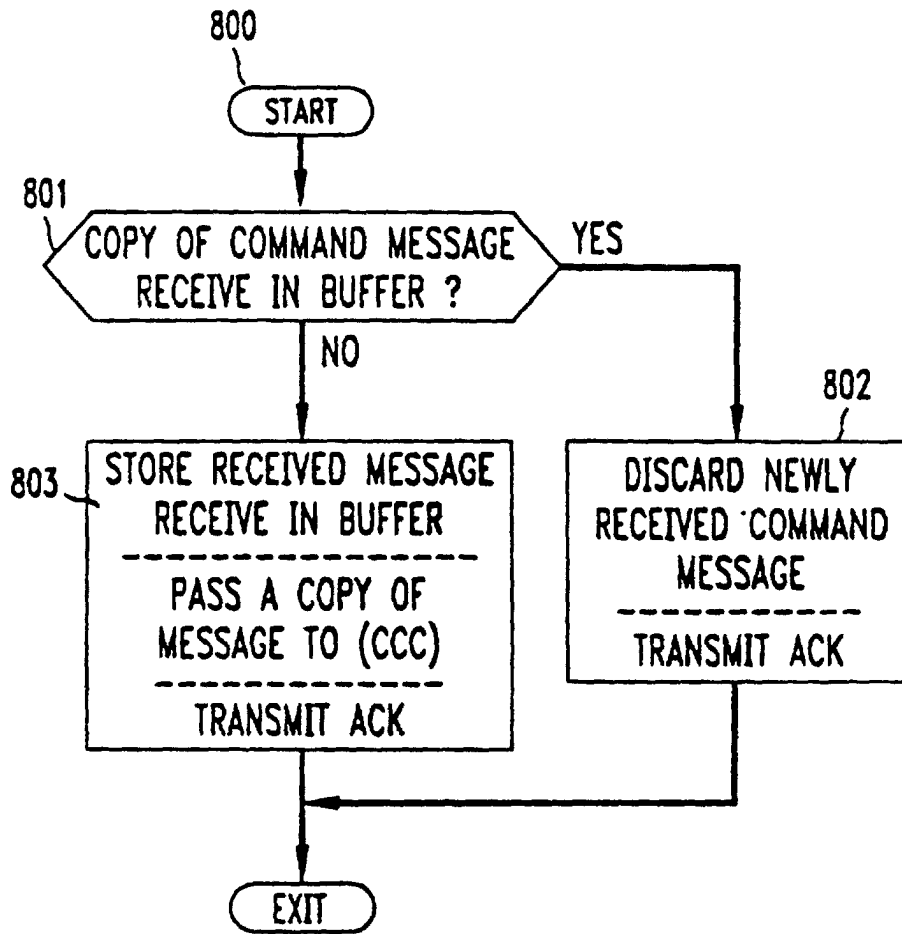 800
START
801
COPY OF COMMAND MESSAGE
RECEIVE IN BUFFER ?
YES
NO
802
803
STORE RECEIVED MESSAGE
RECEIVE IN BUFFER
PASS A COPY OF
MESSAGE TO (CCC)
TRANSMIT ACK
DISCARD NEWLY
RECEIVED COMMAND
MESSAGE
TRANSMIT ACK
EXIT